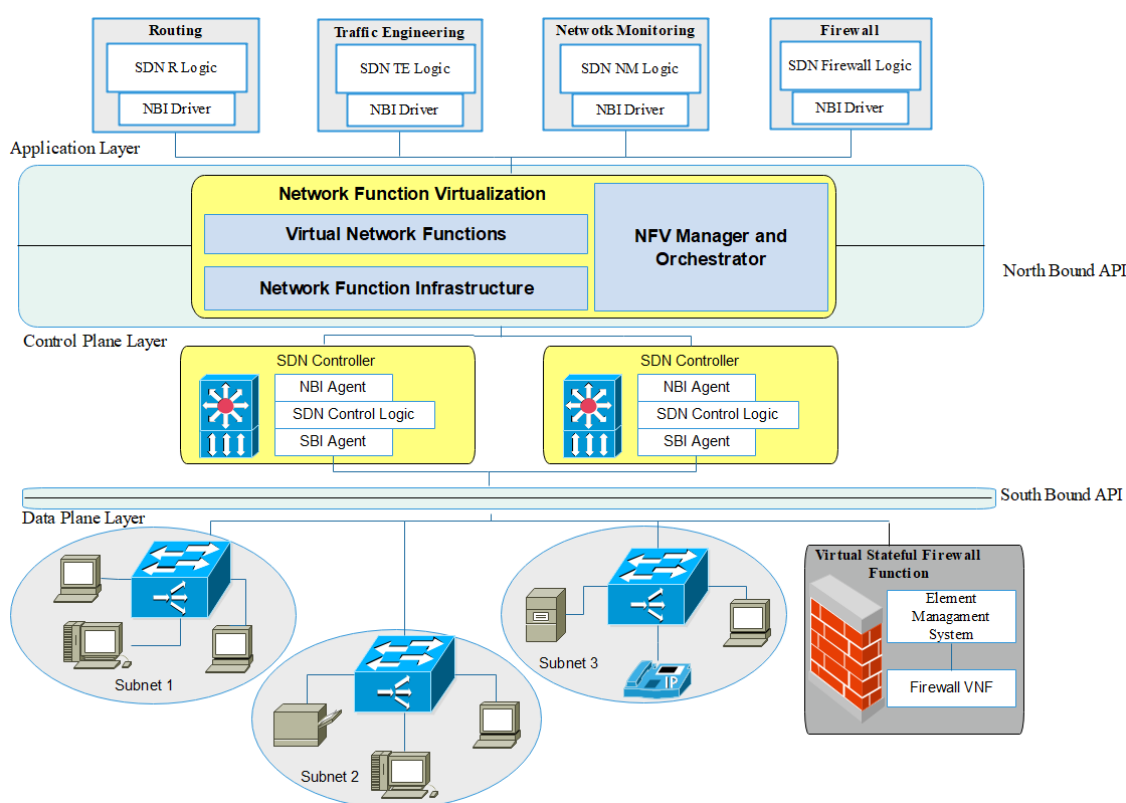 Routing
SDN R Logic
NBI Driver
Traffic Engineering
SDN TE Logic
NBI Driver
Netwotk Monitoring
SDN NM Logic
NBI Driver
Firewall
SDN Firewall Logic
NBI Driver
Application Layer
Network Function Virtualization
Virtual Network Functions
Network Function Infrastructure
NFV Manager and
Orchestrator
North Bound API
Control Plane Layer
SDN Controller
NBI Agent
SDN Control Logic
SBI Agent
SDN Controller
NBI Agent
SDN Control Logic
SBI Agent
South Bound API
Data Plane Layer
Subnet 1
Subnet 2
Subnet 3
IP
Virtual Stateful Firewall
Function
Element
Managament
System
Firewall VNF